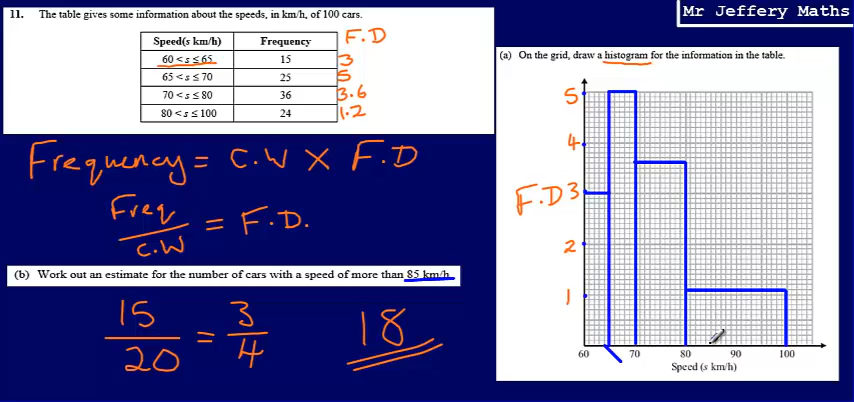 Mr Jeffery Maths
11. The table gives some information about the speeds, in km/h, of 100 cars.
Speed(s km/h) Frequency F.D
60 < s ≤ 65 15 3
65 < s ≤ 70 25 5
70 < s ≤ 80 36 3.6
80 < s ≤ 100 24 1.2
Frequency = C.W × F.D
Freq
C.W
= F.D.
(b) Work out an estimate for the number of cars with a speed of more than 85 km/h.
15
20
=
3
4
18
(a) On the grid, draw a histogram for the information in the table.
5
4
F.D 3
2
1
60 70 80 90 100
Speed (s km/h)